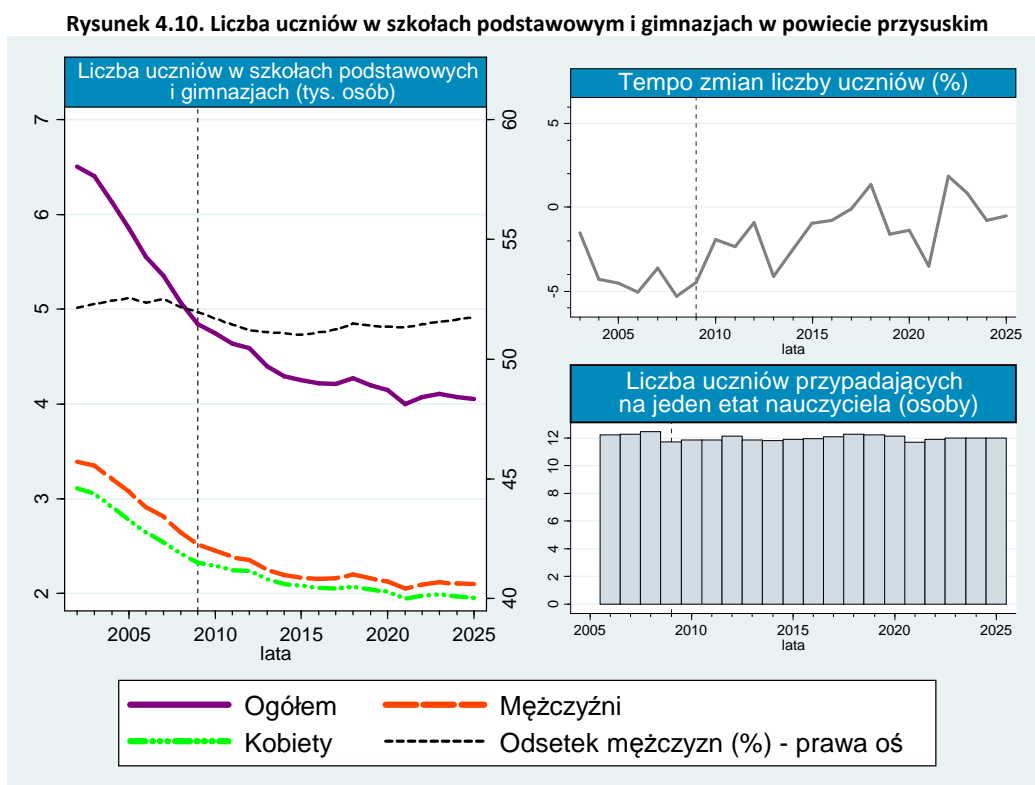 Rysunek 4.10. Liczba uczniów w szkołach podstawowym i gimnazjach w powiecie przysuskim
Liczba uczniów w szkołach podstawowych
i gimnazjach (tys. osób)
7
6
5
4
3
2
60
55
50
45
40
2005 2010 2015 2020 2025
lata
Tempo zmian liczby uczniów (%)
5
0
-5
2005 2010 2015 2020 2025
lata
Liczba uczniów przypadających
na jeden etat nauczyciela (osoby)
12
10
8
6
4
2
0
2005 2010 2015 2020 2025
lata
Ogółem
Mężczyźni
Kobiety
Odsetek mężczyzn (%) - prawa oś